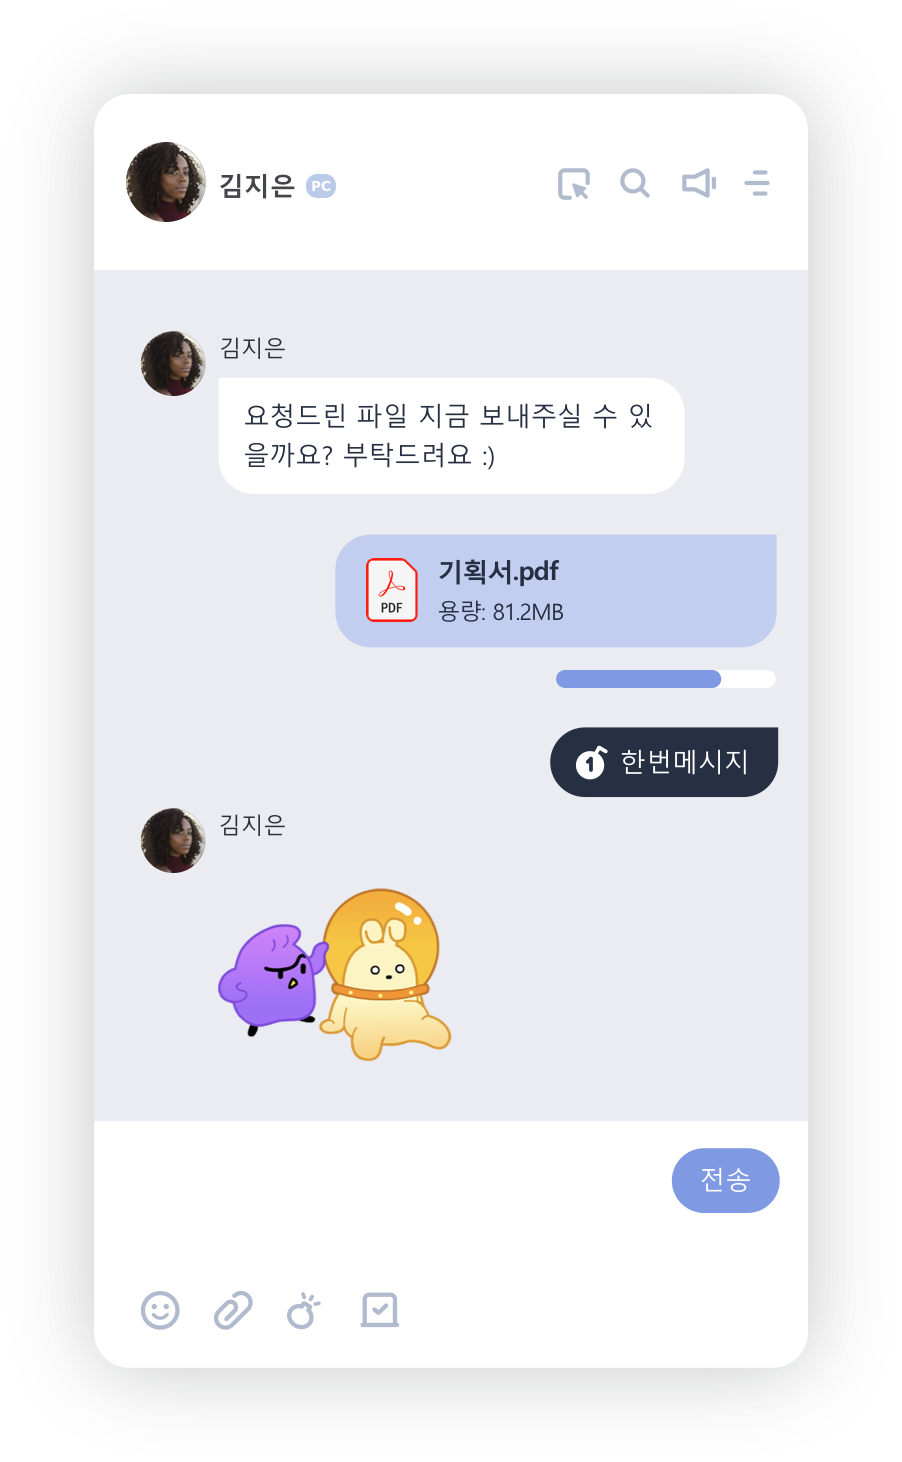 김지은 PC
김지은
요청드린 파일 지금 보내주실 수 있
을까요? 부탁드려요 :)
PDF
기획서.pdf
용량: 81.2MB
1 한번메시지
김지은
전송